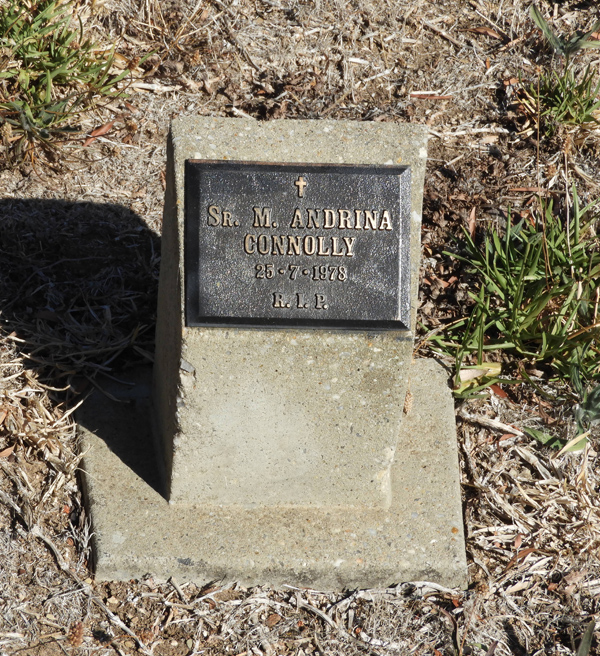 SR. M. ANDRINA
CONNOLLY
25·7·1978
R.I.P.